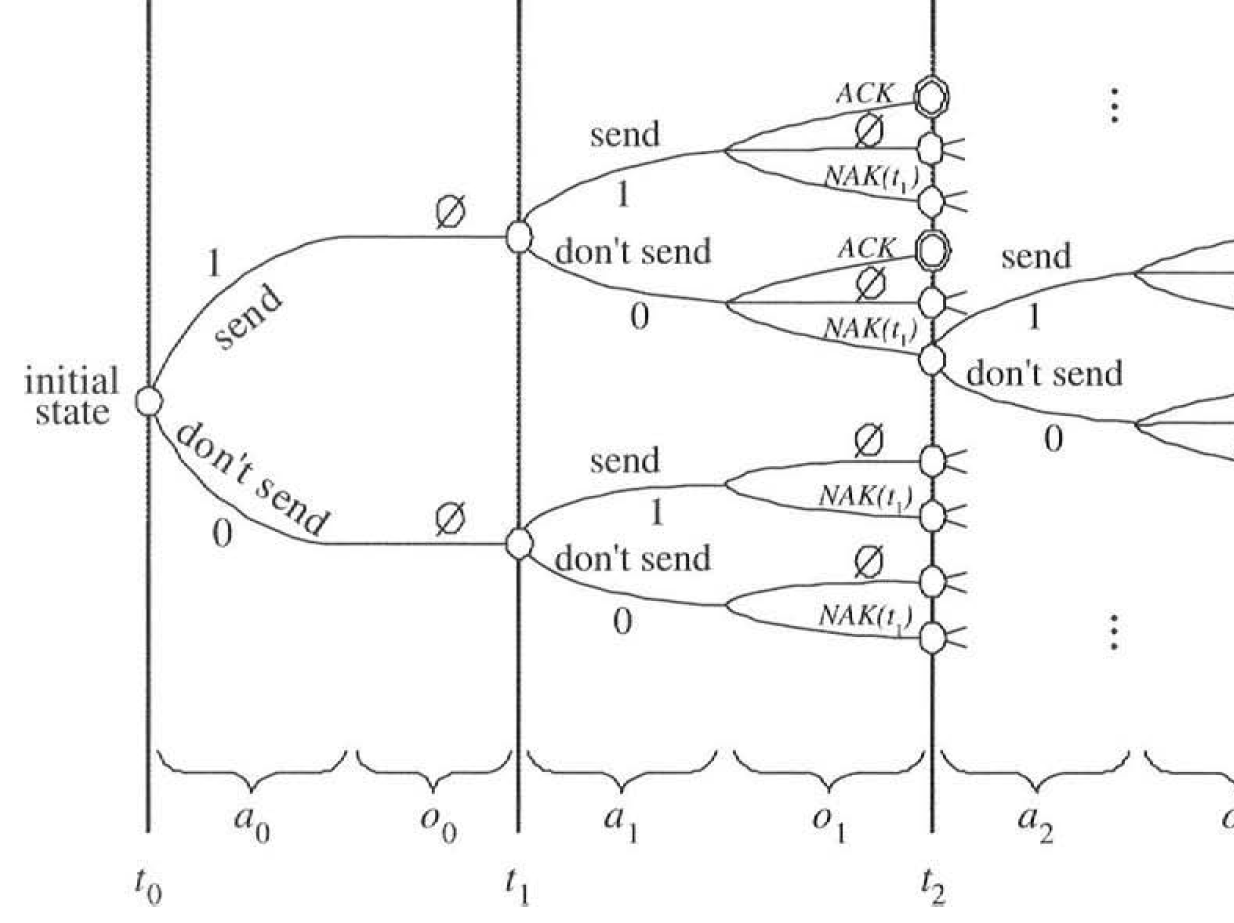 ACK
⋮
∅
send
NAK(t₁)
1
∅
ACK
don't send
∅
1
send
send
0
1
NAK(t₁)
initial
state
don't send
don't send
∅
0
send
NAK(t₁)
1
∅
0
don't send
∅
0
NAK(t₁)
⋮
a₀
o₀
a₁
o₁
a₂
t₀
t₁
t₂